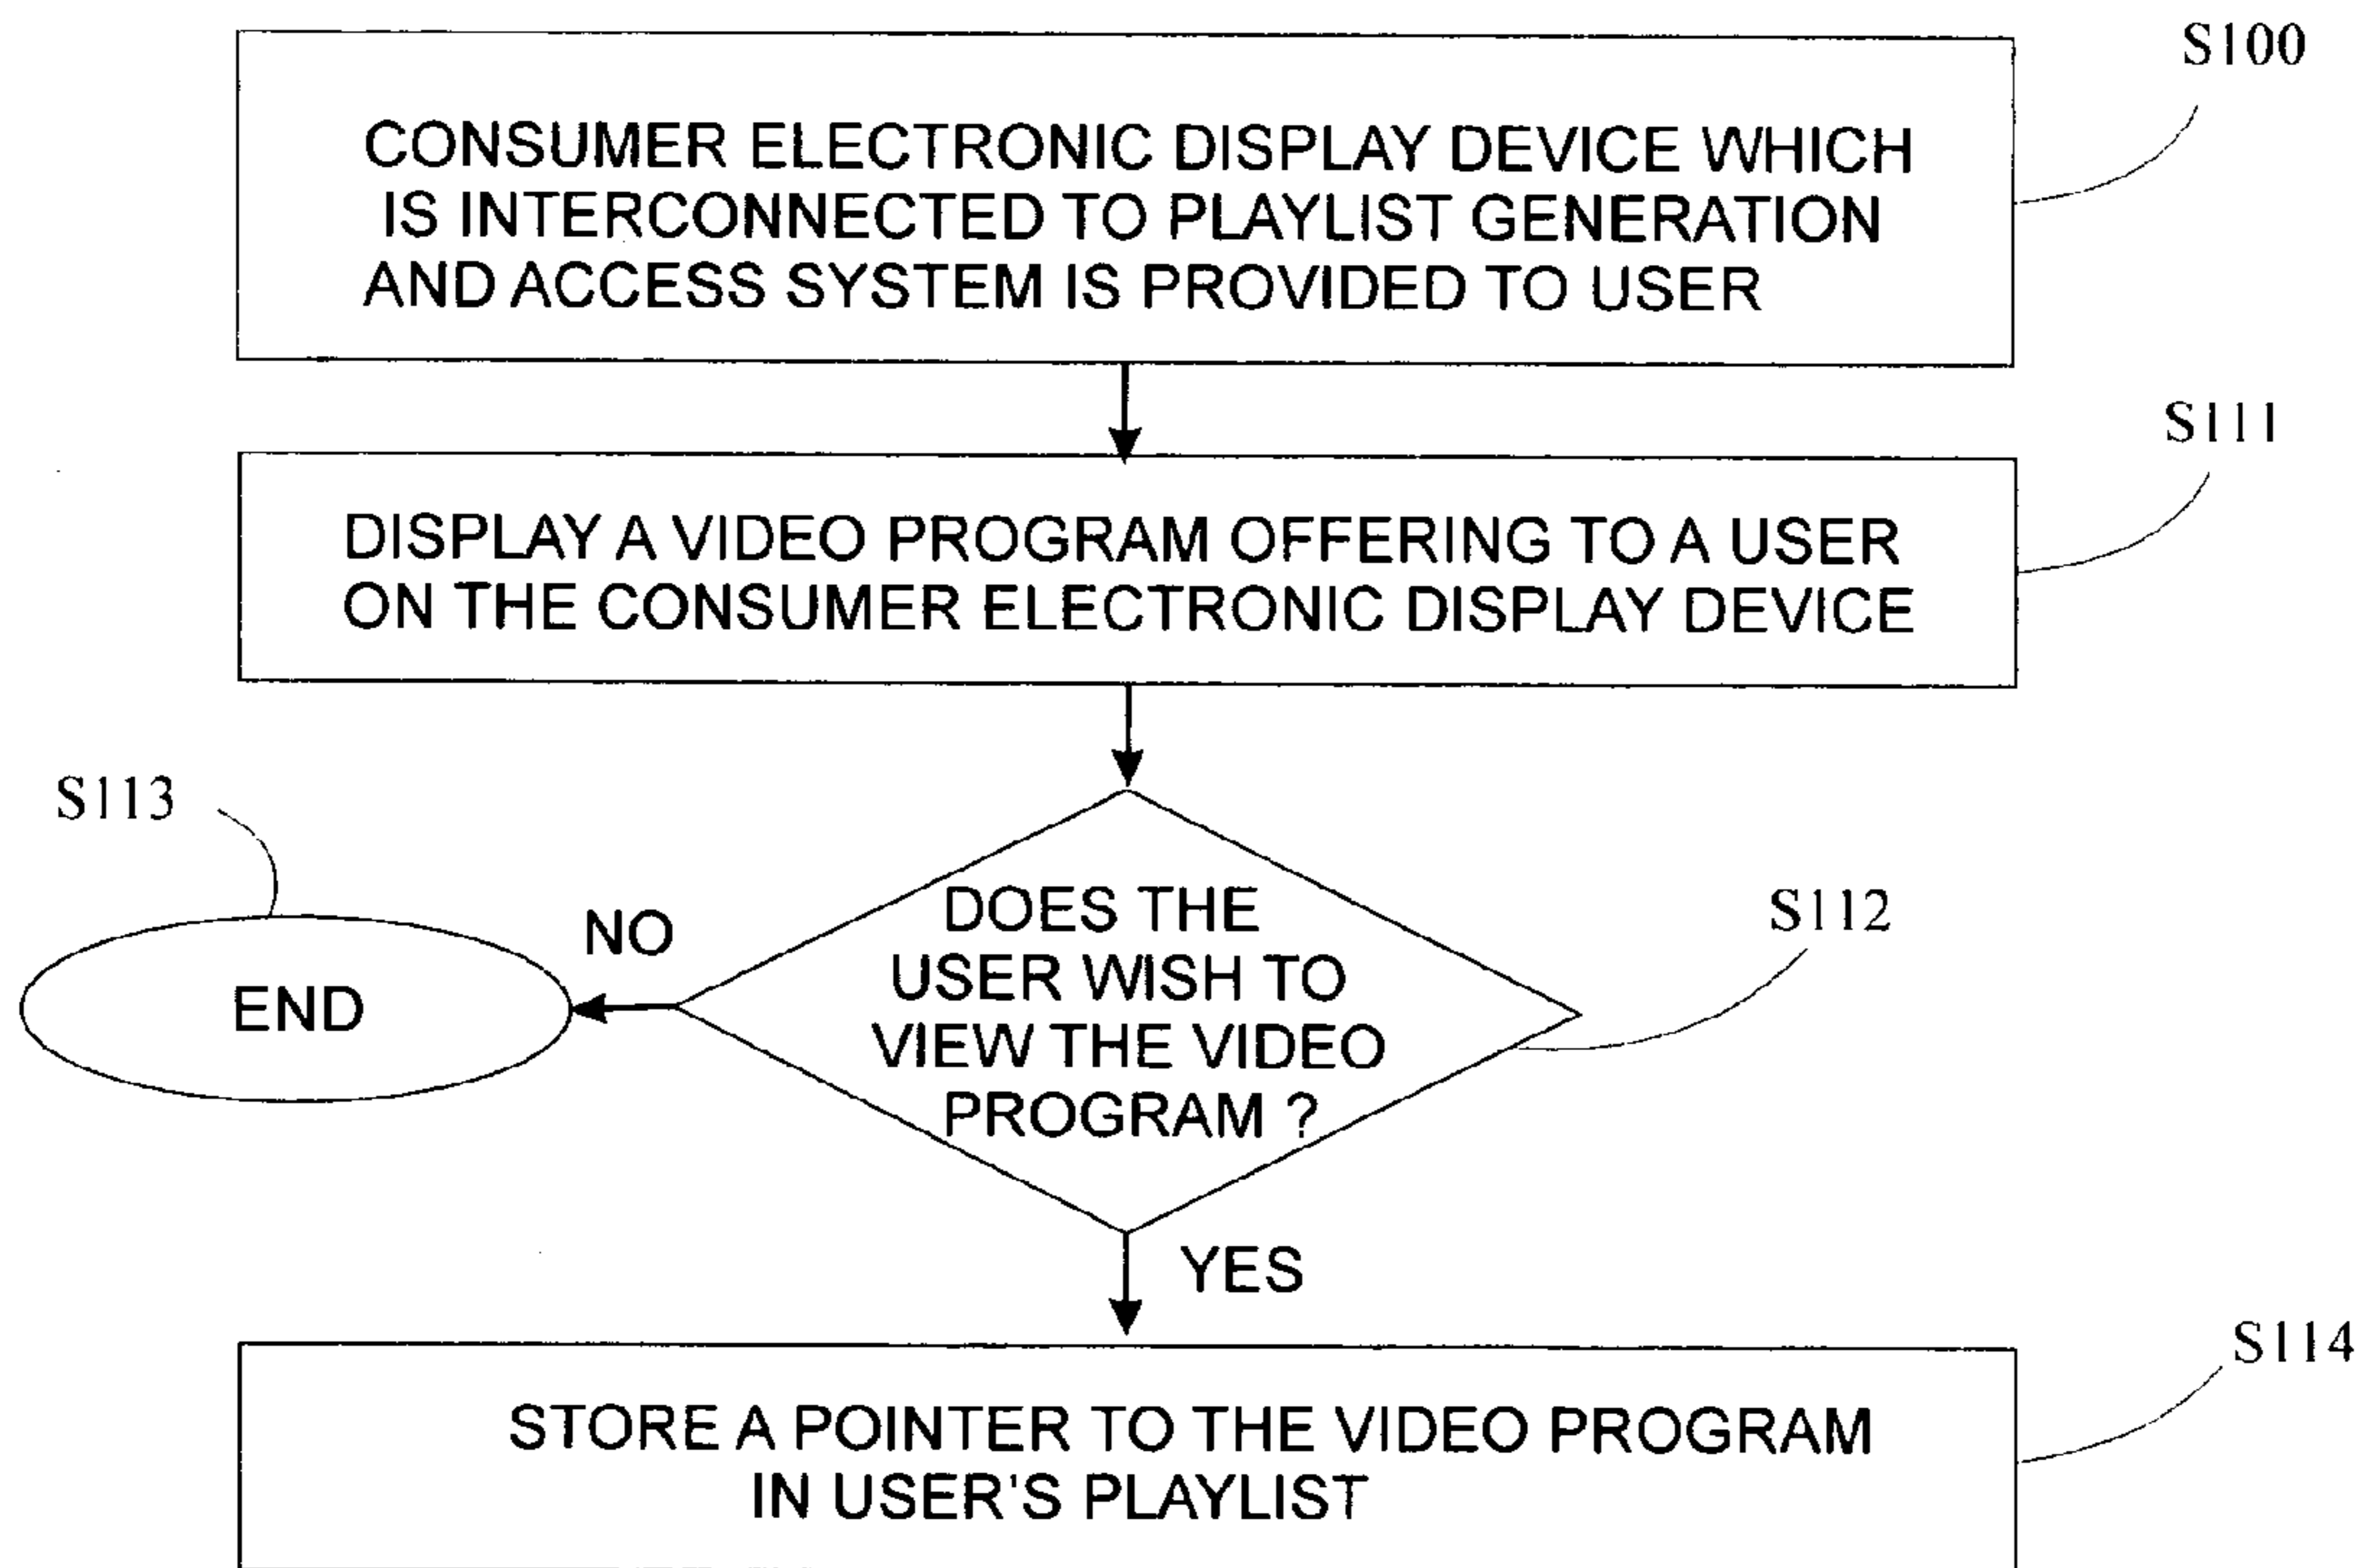 S100
CONSUMER ELECTRONIC DISPLAY DEVICE WHICH
IS INTERCONNECTED TO PLAYLIST GENERATION
AND ACCESS SYSTEM IS PROVIDED TO USER
S111
DISPLAY A VIDEO PROGRAM OFFERING TO A USER
ON THE CONSUMER ELECTRONIC DISPLAY DEVICE
S113
NO
END
DOES THE
USER WISH TO
VIEW THE VIDEO
PROGRAM ?
S112
YES
S114
STORE A POINTER TO THE VIDEO PROGRAM
IN USER'S PLAYLIST